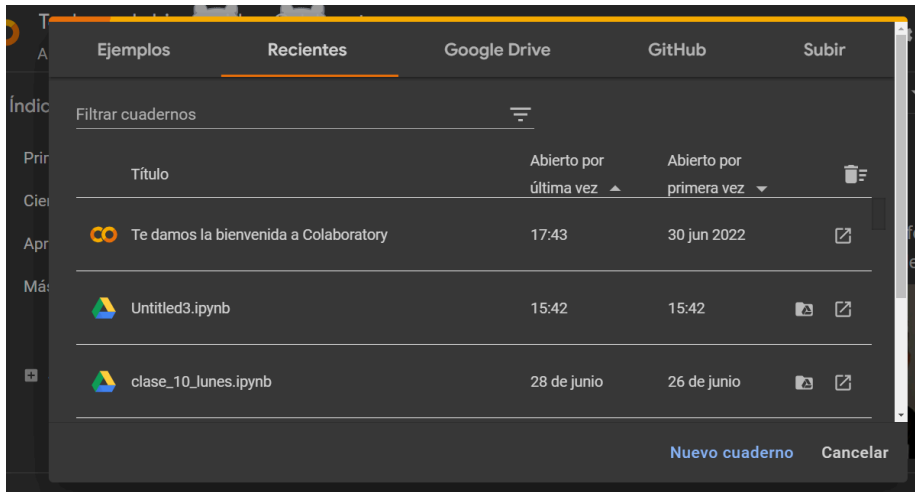 Ejemplos Recientes Google Drive GitHub Subir
Filtrar cuadernos
Título Abierto por última vez Abierto por primera vez
Te damos la bienvenida a Colaboratory 17:43 30 jun 2022
Untitled3.ipynb 15:42 15:42
clase_10_lunes.ipynb 28 de junio 26 de junio
Nuevo cuaderno Cancelar